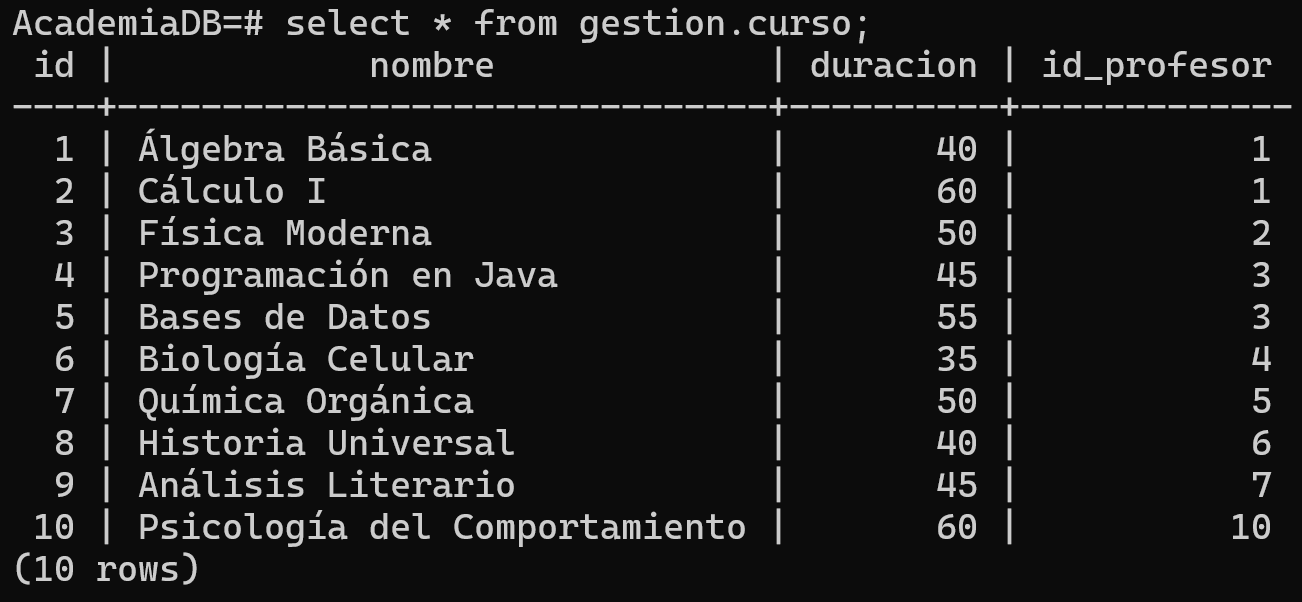 AcademiaDB=# select * from gestion.curso;
 id |            nombre             | duracion | id_profesor
----+-------------------------------+----------+-------------
  1 | Álgebra Básica                |       40 |           1
  2 | Cálculo I                     |       60 |           1
  3 | Física Moderna                |       50 |           2
  4 | Programación en Java          |       45 |           3
  5 | Bases de Datos                |       55 |           3
  6 | Biología Celular              |       35 |           4
  7 | Química Orgánica              |       50 |           5
  8 | Historia Universal            |       40 |           6
  9 | Análisis Literario            |       45 |           7
 10 | Psicología del Comportamiento |       60 |          10
(10 rows)